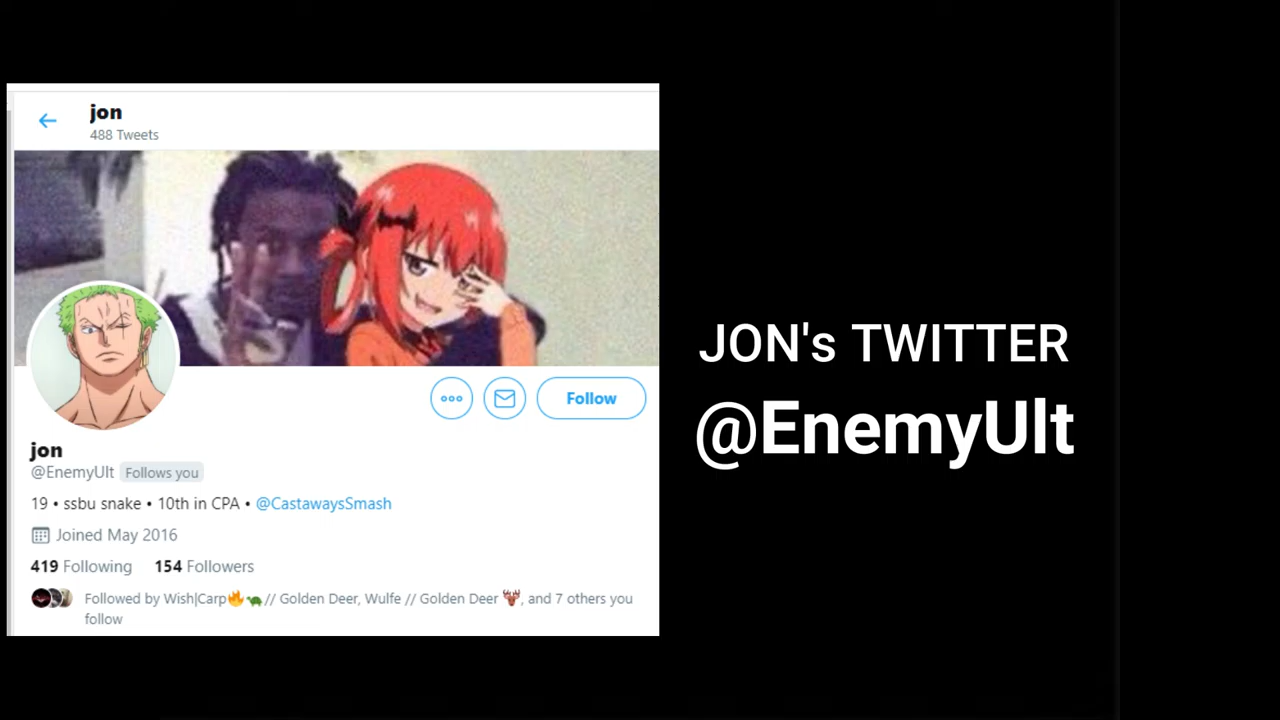 jon
488 Tweets
Follow
jon
@EnemyUlt Follows you
19 • ssbu snake • 10th in CPA • @CastawaysSmash
Joined May 2016
419 Following 154 Followers
Followed by Wish|Carp🔥🐢// Golden Deer, Wulfe // Golden Deer 🦌, and 7 others you
follow
JON's TWITTER
@EnemyUlt